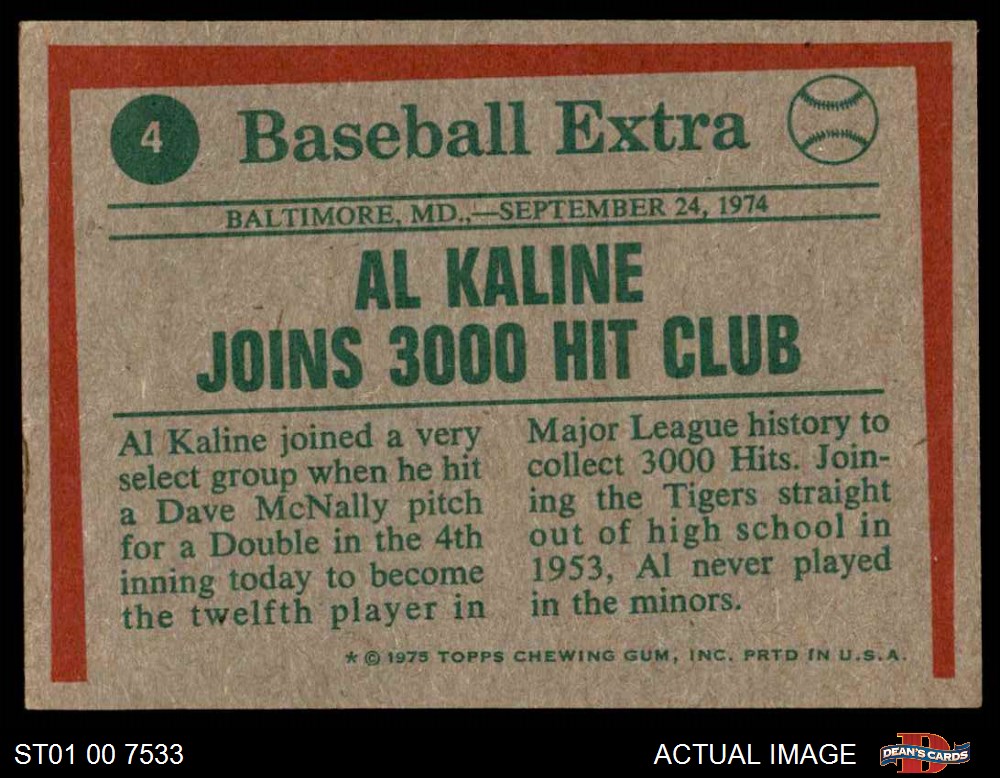 4
Baseball Extra
BALTIMORE, MD.,—SEPTEMBER 24, 1974
AL KALINE
JOINS 3000 HIT CLUB
Al Kaline joined a very
select group when he hit
a Dave McNally pitch
for a Double in the 4th
inning today to become
the twelfth player in
Major League history to
collect 3000 Hits. Join-
ing the Tigers straight
out of high school in
1953, Al never played
in the minors.
* © 1975 TOPPS CHEWING GUM, INC. PRTD IN U.S.A.
ST01 00 7533
ACTUAL IMAGE
D
DEAN'S CARDS